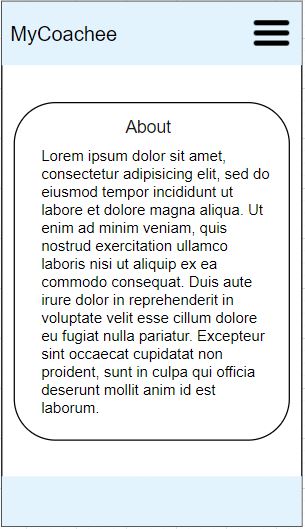 MyCoachee
About
Lorem ipsum dolor sit amet,
consectetur adipisicing elit, sed do
eiusmod tempor incididunt ut
labore et dolore magna aliqua. Ut
enim ad minim veniam, quis
nostrud exercitation ullamco
laboris nisi ut aliquip ex ea
commodo consequat. Duis aute
irure dolor in reprehenderit in
voluptate velit esse cillum dolore
eu fugiat nulla pariatur. Excepteur
sint occaecat cupidatat non
proident, sunt in culpa qui officia
deserunt mollit anim id est
laborum.